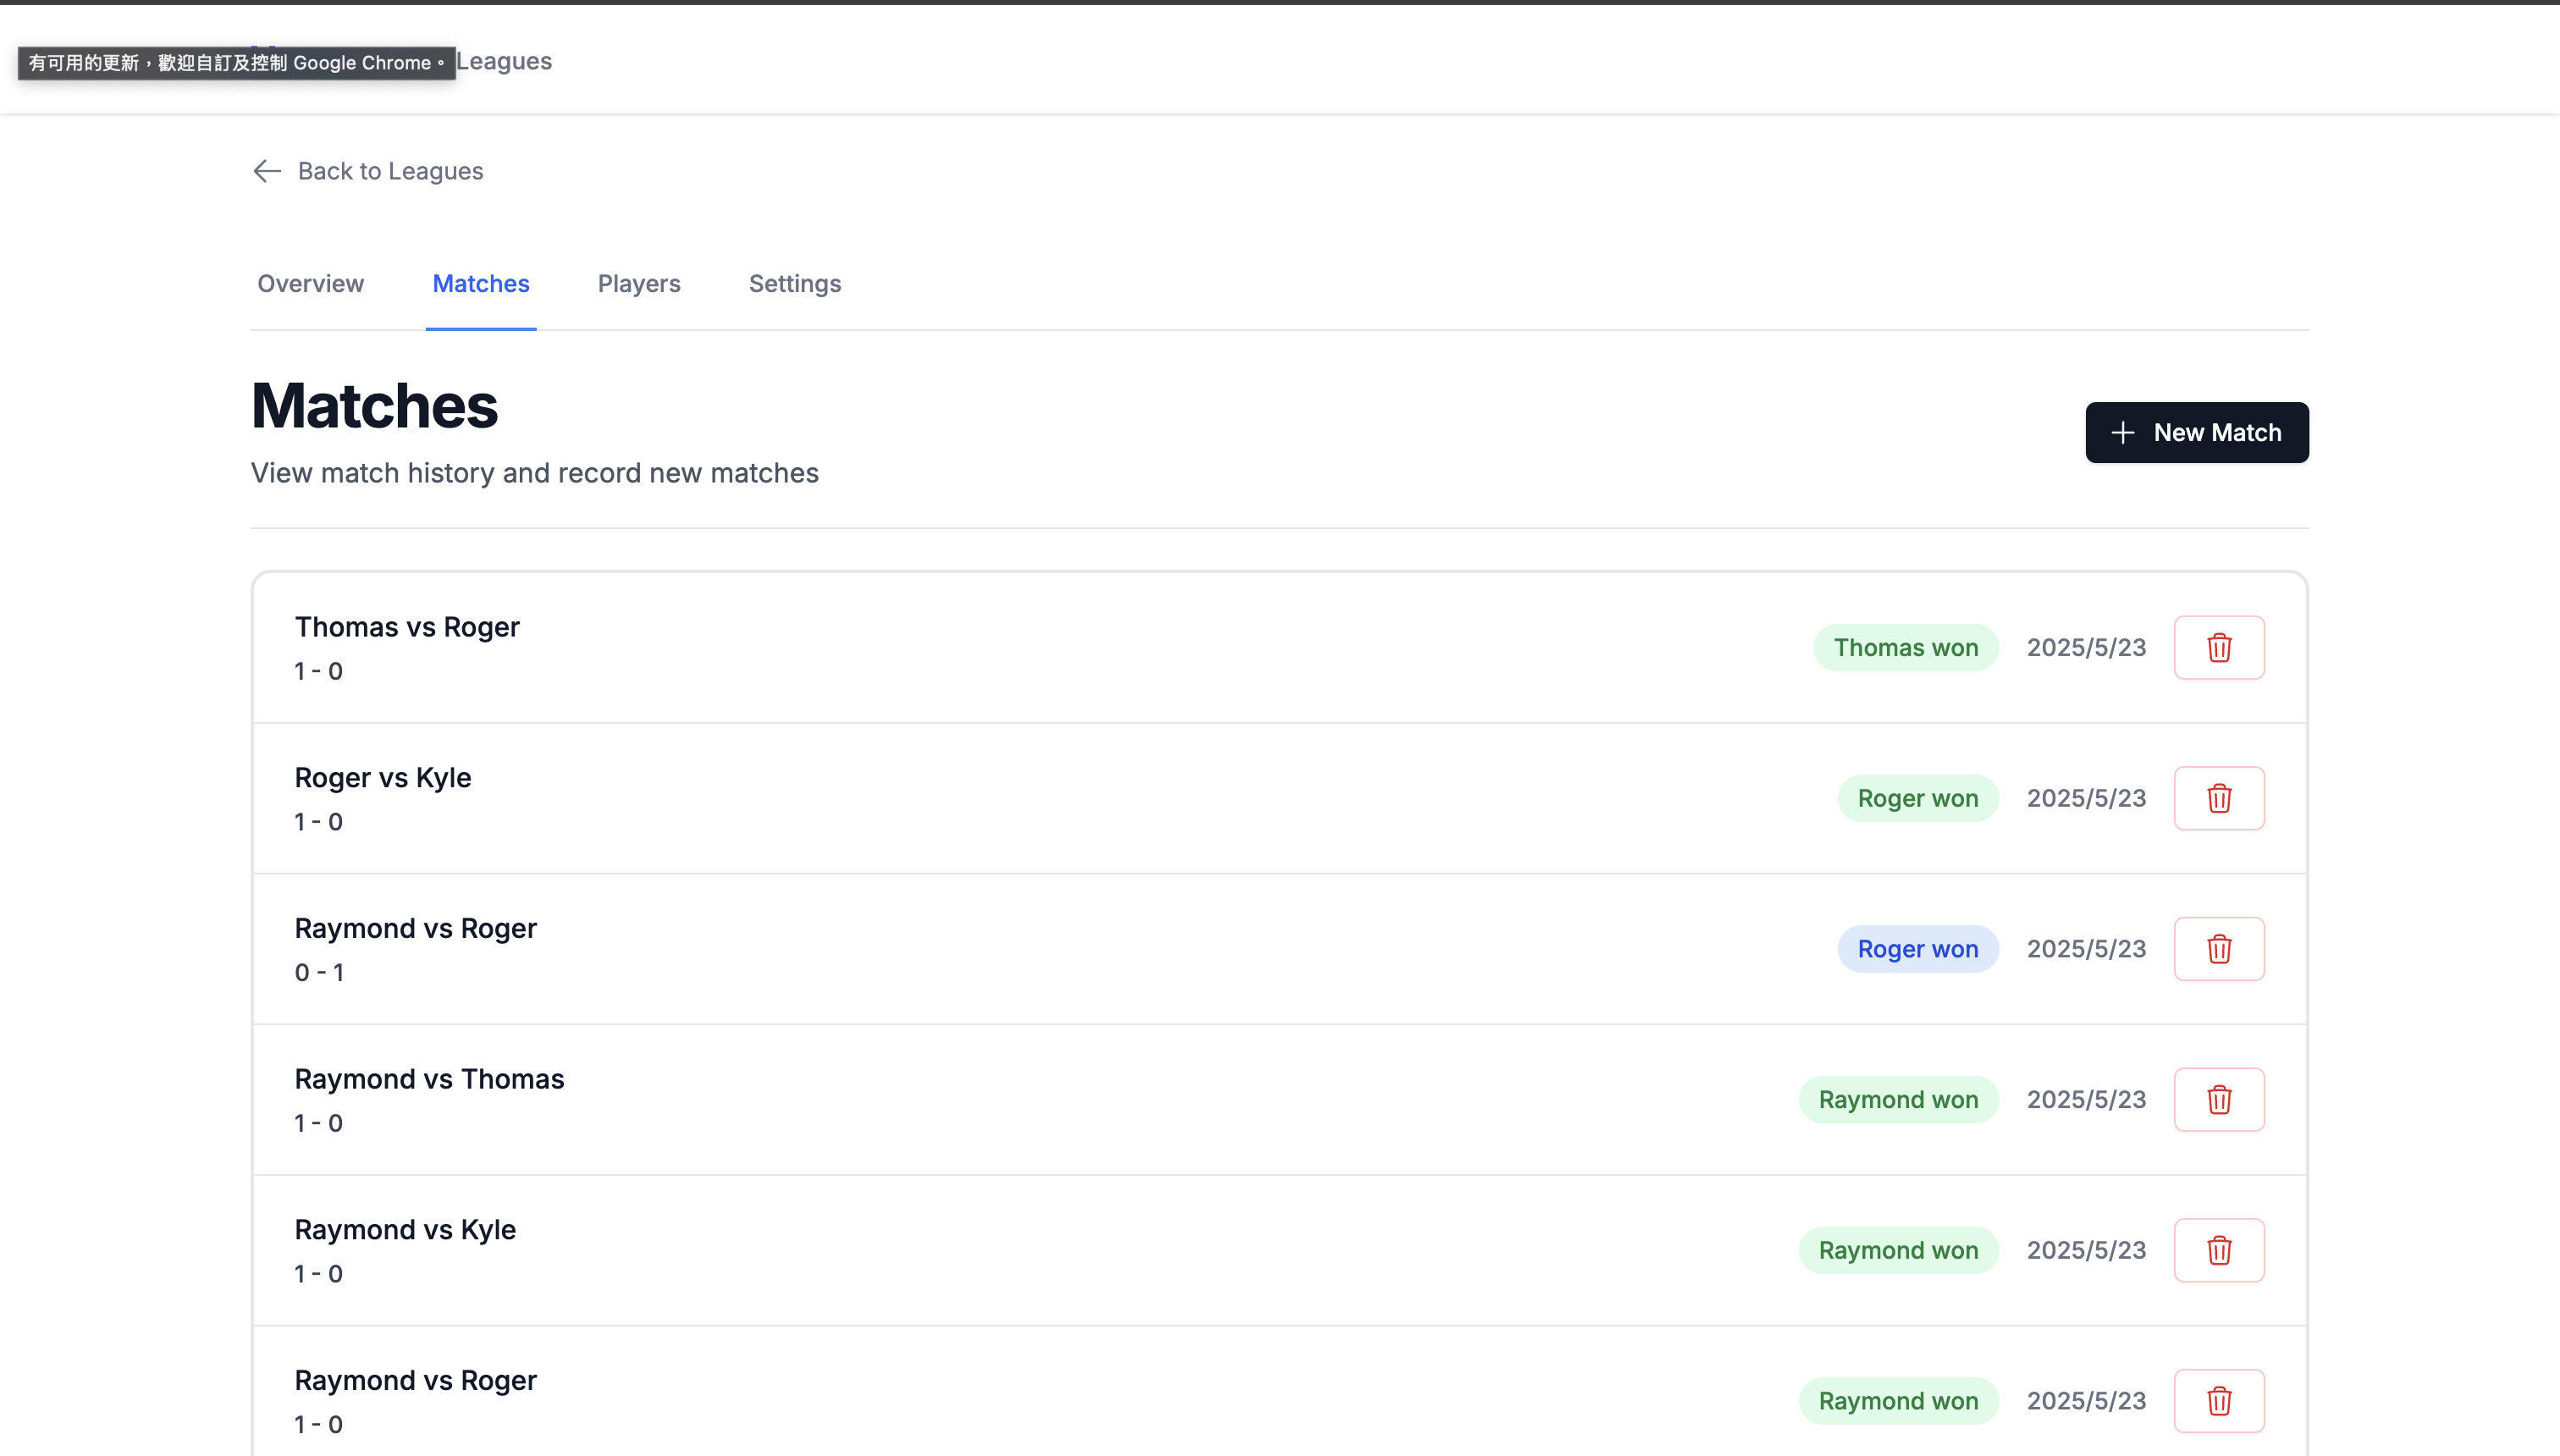 有可用的更新，歡迎自訂及控制 Google Chrome。
Leagues
Back to Leagues
Overview Matches Players Settings
Matches
View match history and record new matches
New Match
Thomas vs Roger
1 - 0
Thomas won 2025/5/23
Roger vs Kyle
1 - 0
Roger won 2025/5/23
Raymond vs Roger
0 - 1
Roger won 2025/5/23
Raymond vs Thomas
1 - 0
Raymond won 2025/5/23
Raymond vs Kyle
1 - 0
Raymond won 2025/5/23
Raymond vs Roger
1 - 0
Raymond won 2025/5/23